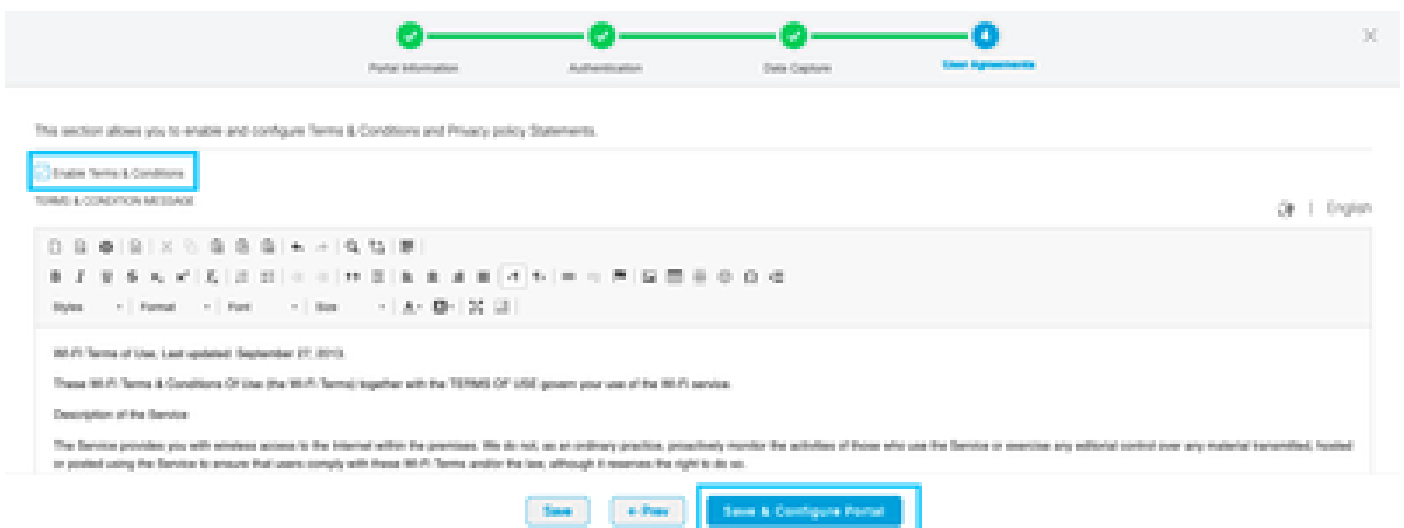 Portal Information
Authentication
Data Capture
User Agreements
This section allows you to enable and configure Terms & Conditions and Privacy policy Statements.
Enable Terms & Conditions
TERMS & CONDITION MESSAGE
English
Styles
Format
Font
Size
Wi-Fi Terms of Use, Last updated: September 27, 2013.
These Wi-Fi Terms & Conditions Of Use (the Wi-Fi Terms) together with the TERMS OF USE govern your use of the Wi-Fi service.
Description of the Service
The Service provides you with wireless access to the Internet within the premises. We do not, as an ordinary practice, proactively monitor the activities of those who use the Service or exercise any editorial control over any material transmitted, hosted
or posted using the Service to ensure that users comply with these Wi-Fi Terms and/or the law, although it reserves the right to do so.
Save
Prev
Save & Configure Portal